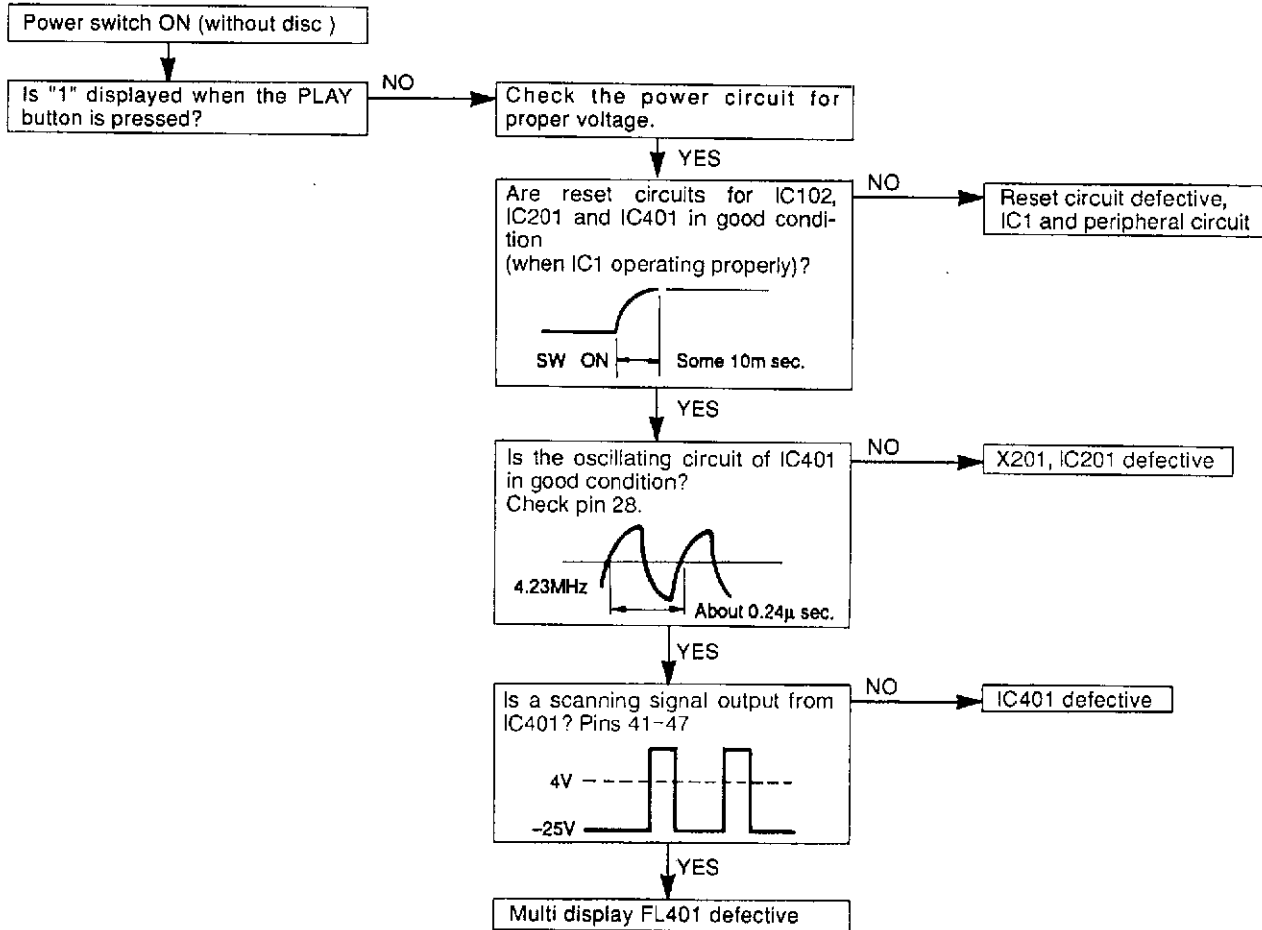 Power switch ON (without disc )
Is "1" displayed when the PLAY
button is pressed?
NO
Check the power circuit for
proper voltage.
YES
Are reset circuits for IC102,
IC201 and IC401 in good condi-
tion
(when IC1 operating properly)?
SW ON
Some 10m sec.
NO
Reset circuit defective,
IC1 and peripheral circuit
YES
Is the oscillating circuit of IC401
in good condition?
Check pin 28.
4.23MHz
About 0.24μ sec.
NO
X201, IC201 defective
YES
Is a scanning signal output from
IC401? Pins 41–47
4V
–25V
NO
IC401 defective
YES
Multi display FL401 defective